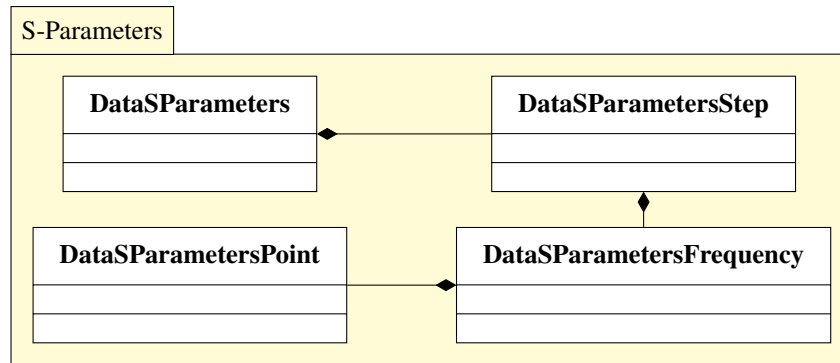 S-Parameters
DataSParameters
DataSParametersStep
DataSParametersPoint
DataSParametersFrequency